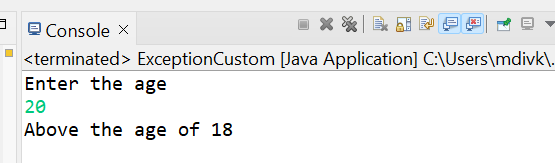 Console
<terminated> ExceptionCustom [Java Application] C:\Users\mdivk\.
Enter the age
20
Above the age of 18